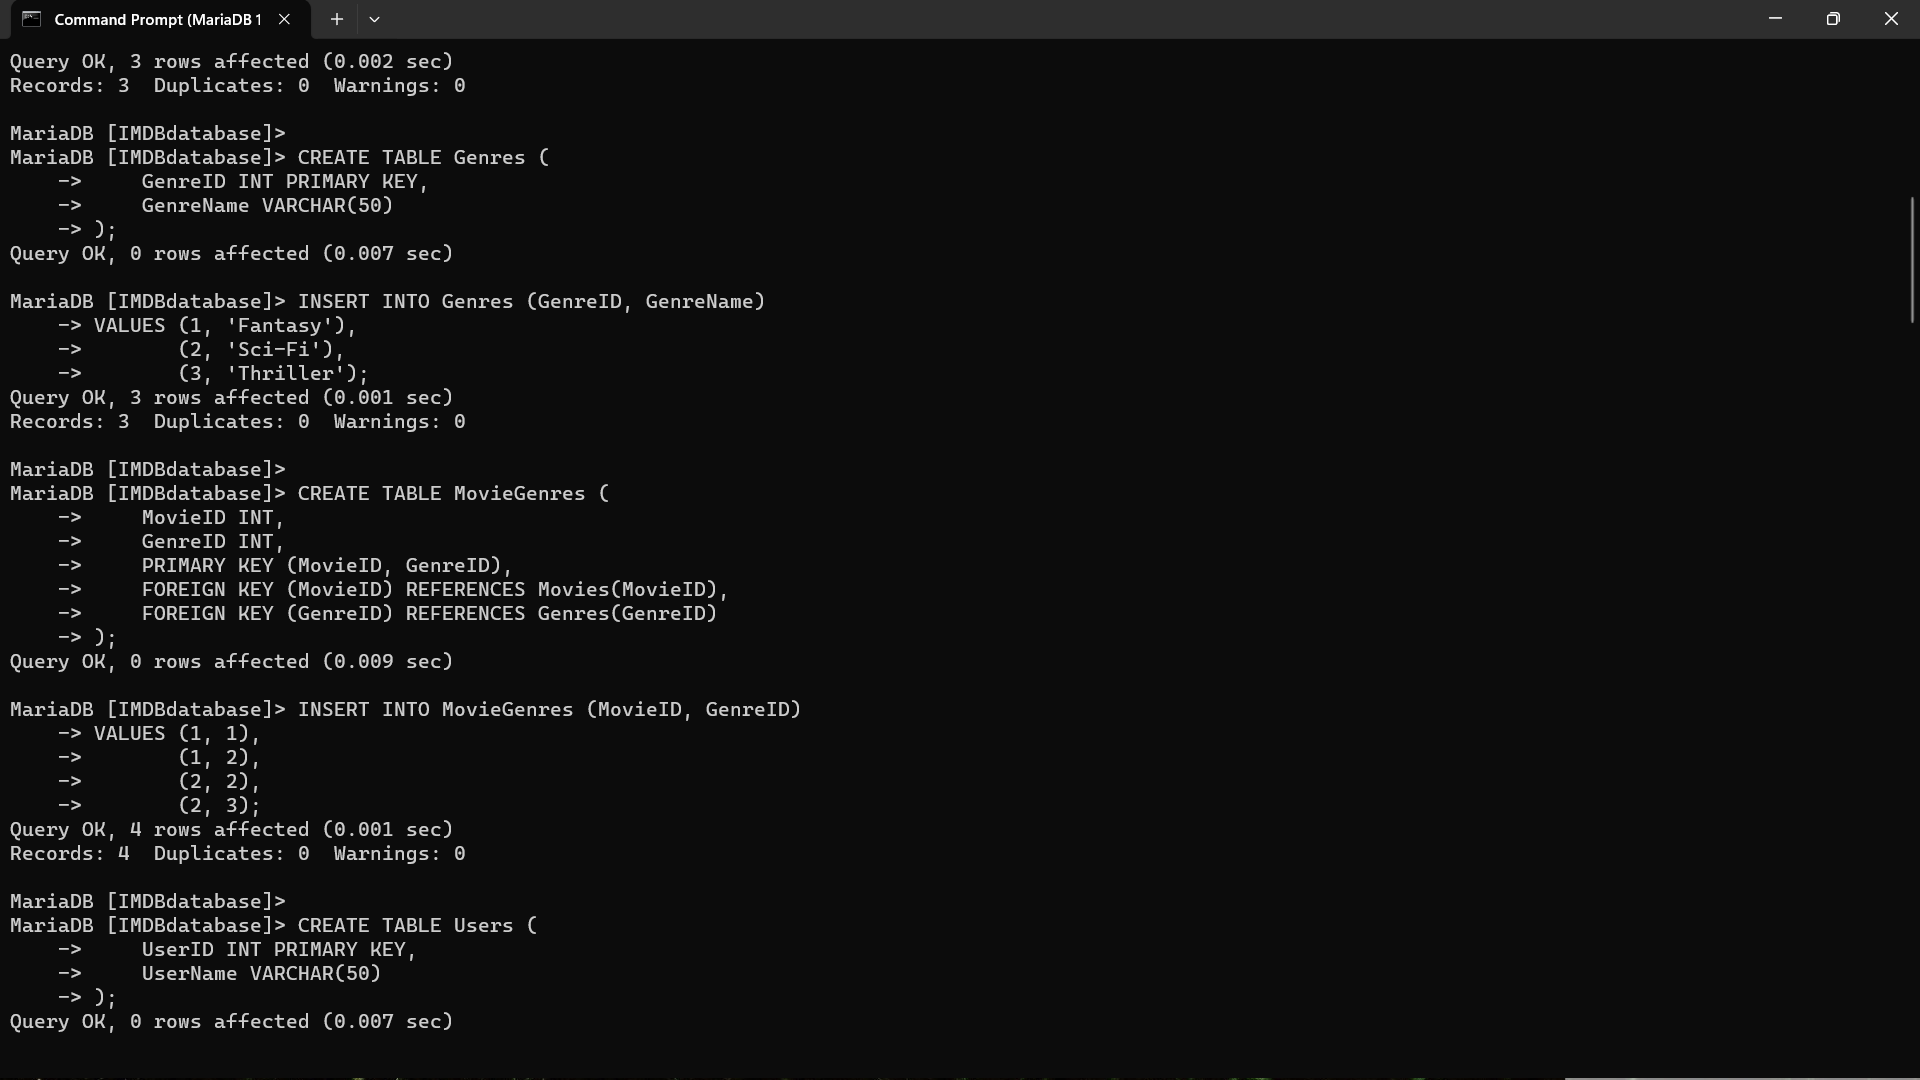 Command Prompt (MariaDB 1
Query OK, 3 rows affected (0.002 sec)
Records: 3  Duplicates: 0  Warnings: 0

MariaDB [IMDBdatabase]>
MariaDB [IMDBdatabase]> CREATE TABLE Genres (
    ->     GenreID INT PRIMARY KEY,
    ->     GenreName VARCHAR(50)
    -> );
Query OK, 0 rows affected (0.007 sec)

MariaDB [IMDBdatabase]> INSERT INTO Genres (GenreID, GenreName)
    -> VALUES (1, 'Fantasy'),
    ->        (2, 'Sci-Fi'),
    ->        (3, 'Thriller');
Query OK, 3 rows affected (0.001 sec)
Records: 3  Duplicates: 0  Warnings: 0

MariaDB [IMDBdatabase]>
MariaDB [IMDBdatabase]> CREATE TABLE MovieGenres (
    ->     MovieID INT,
    ->     GenreID INT,
    ->     PRIMARY KEY (MovieID, GenreID),
    ->     FOREIGN KEY (MovieID) REFERENCES Movies(MovieID),
    ->     FOREIGN KEY (GenreID) REFERENCES Genres(GenreID)
    -> );
Query OK, 0 rows affected (0.009 sec)

MariaDB [IMDBdatabase]> INSERT INTO MovieGenres (MovieID, GenreID)
    -> VALUES (1, 1),
    ->        (1, 2),
    ->        (2, 2),
    ->        (2, 3);
Query OK, 4 rows affected (0.001 sec)
Records: 4  Duplicates: 0  Warnings: 0

MariaDB [IMDBdatabase]>
MariaDB [IMDBdatabase]> CREATE TABLE Users (
    ->     UserID INT PRIMARY KEY,
    ->     UserName VARCHAR(50)
    -> );
Query OK, 0 rows affected (0.007 sec)